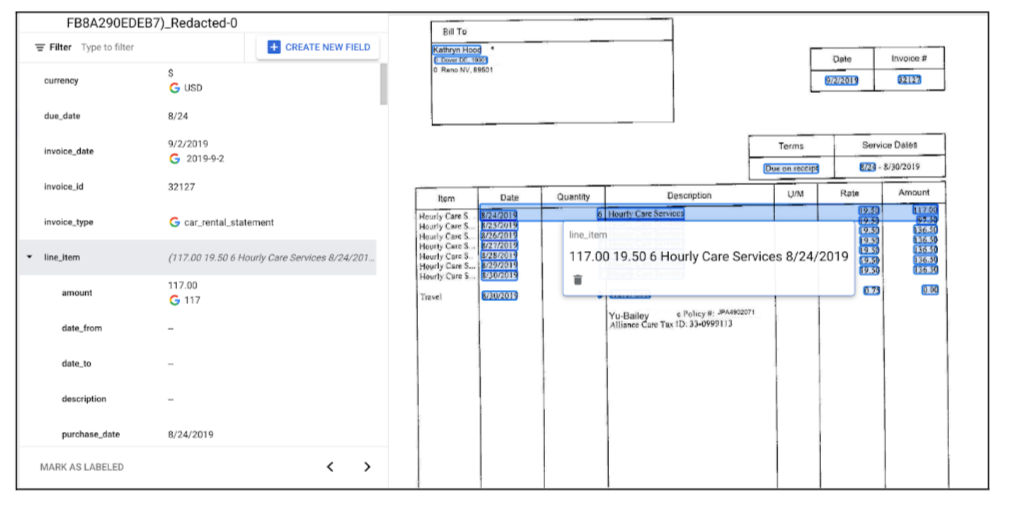 FB8A290EDEB7)_Redacted-0
Filter Type to filter
CREATE NEW FIELD
currency
$
USD
due_date
8/24
invoice_date
9/2/2019
2019-9-2
invoice_id
32127
invoice_type
car_rental_statement
line_item
(117.00 19.50 6 Hourly Care Services 8/24/201...
amount
117.00
117
date_from
–
date_to
–
description
–
purchase_date
8/24/2019
MARK AS LABELED
Bill To
Kathryn Hood
0 Reno NV, 89501
Date Invoice #
9/2/2019 32127
Terms Service Dates
Due on receipt 8/24 - 8/30/2019
Item Date Quantity Description U/M Rate Amount
Hourly Care S... 8/24/2019 6 Hourly Care Services 19.50 117.00
Hourly Care S... 8/25/2019 19.50
Hourly Care S... 8/26/2019 19.50 136.50
Hourly Care S... 8/27/2019 19.50 136.50
Hourly Care S... 8/28/2019 19.50 136.50
Hourly Care S... 8/29/2019 19.50 136.50
Hourly Care S... 8/30/2019 19.50 136.50
line_item
117.00 19.50 6 Hourly Care Services 8/24/2019
Travel 8/30/2019 0.75 0.00
Yu-Bailey c Policy #: JPA4902071
Alliance Care Tax ID: 33-0999113